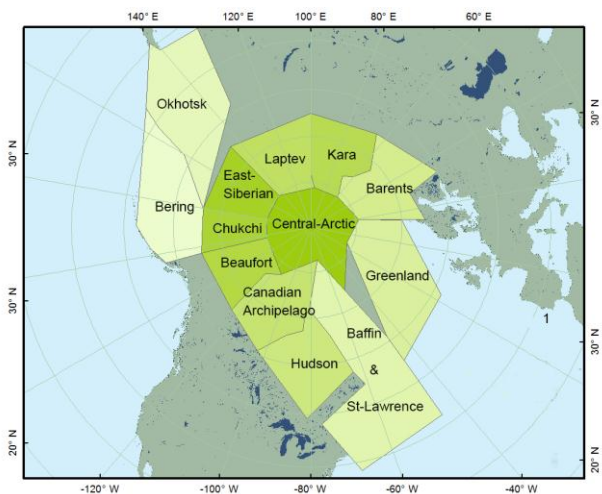 140° E 120° E 100° E 80° E 70° E 60° E
Okhotsk
30° N
30° N
Laptev
Kara
East-
Siberian
Barents
Bering
Chukchi
Central-Arctic
Beaufort
Greenland
Canadian
Archipelago
30° N
1
Baffin
30° N
Hudson
&
St-Lawrence
20° N
20° N
-120° W -100° W -80° W -60° W -40° W